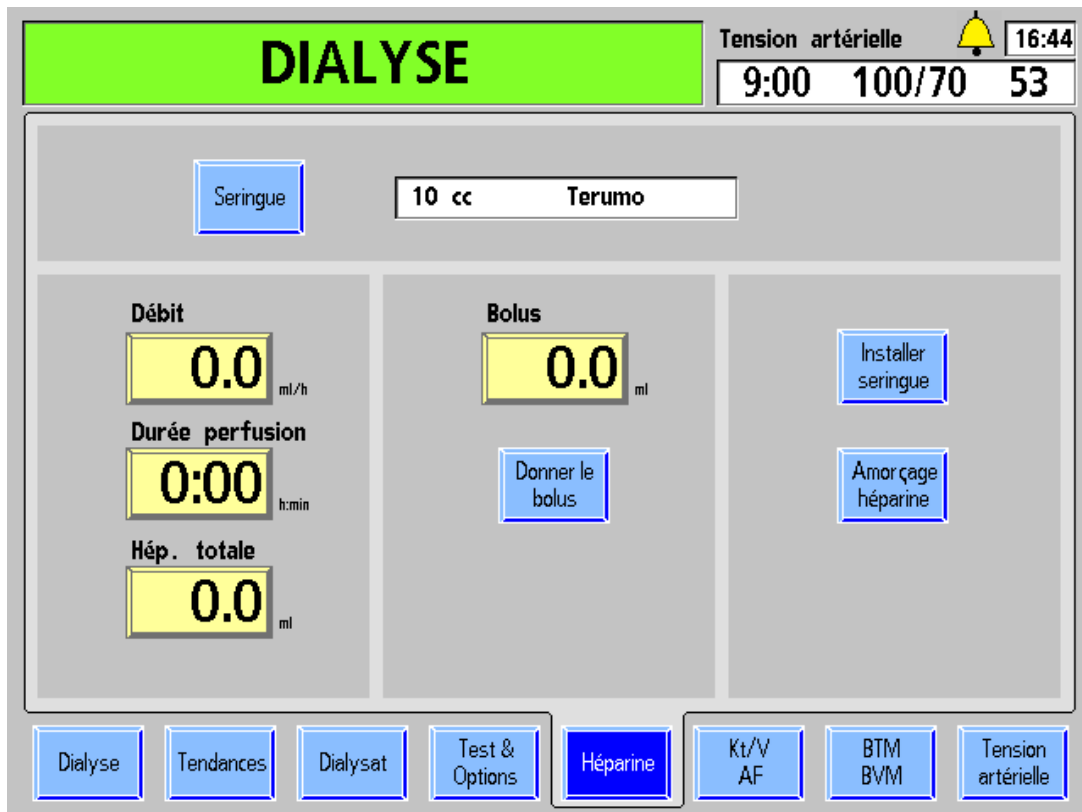 DIALYSE
Tension artérielle 16:44
9:00 100/70 53
Seringue
10 cc Terumo
Débit
0.0 ml/h
Durée perfusion
0:00 h:min
Hép. totale
0.0 ml
Bolus
0.0 ml
Donner le
bolus
Installer
seringue
Amorçage
héparine
Dialyse
Tendances
Dialysat
Test &
Options
Héparine
Kt/V
AF
BTM
BVM
Tension
artérielle